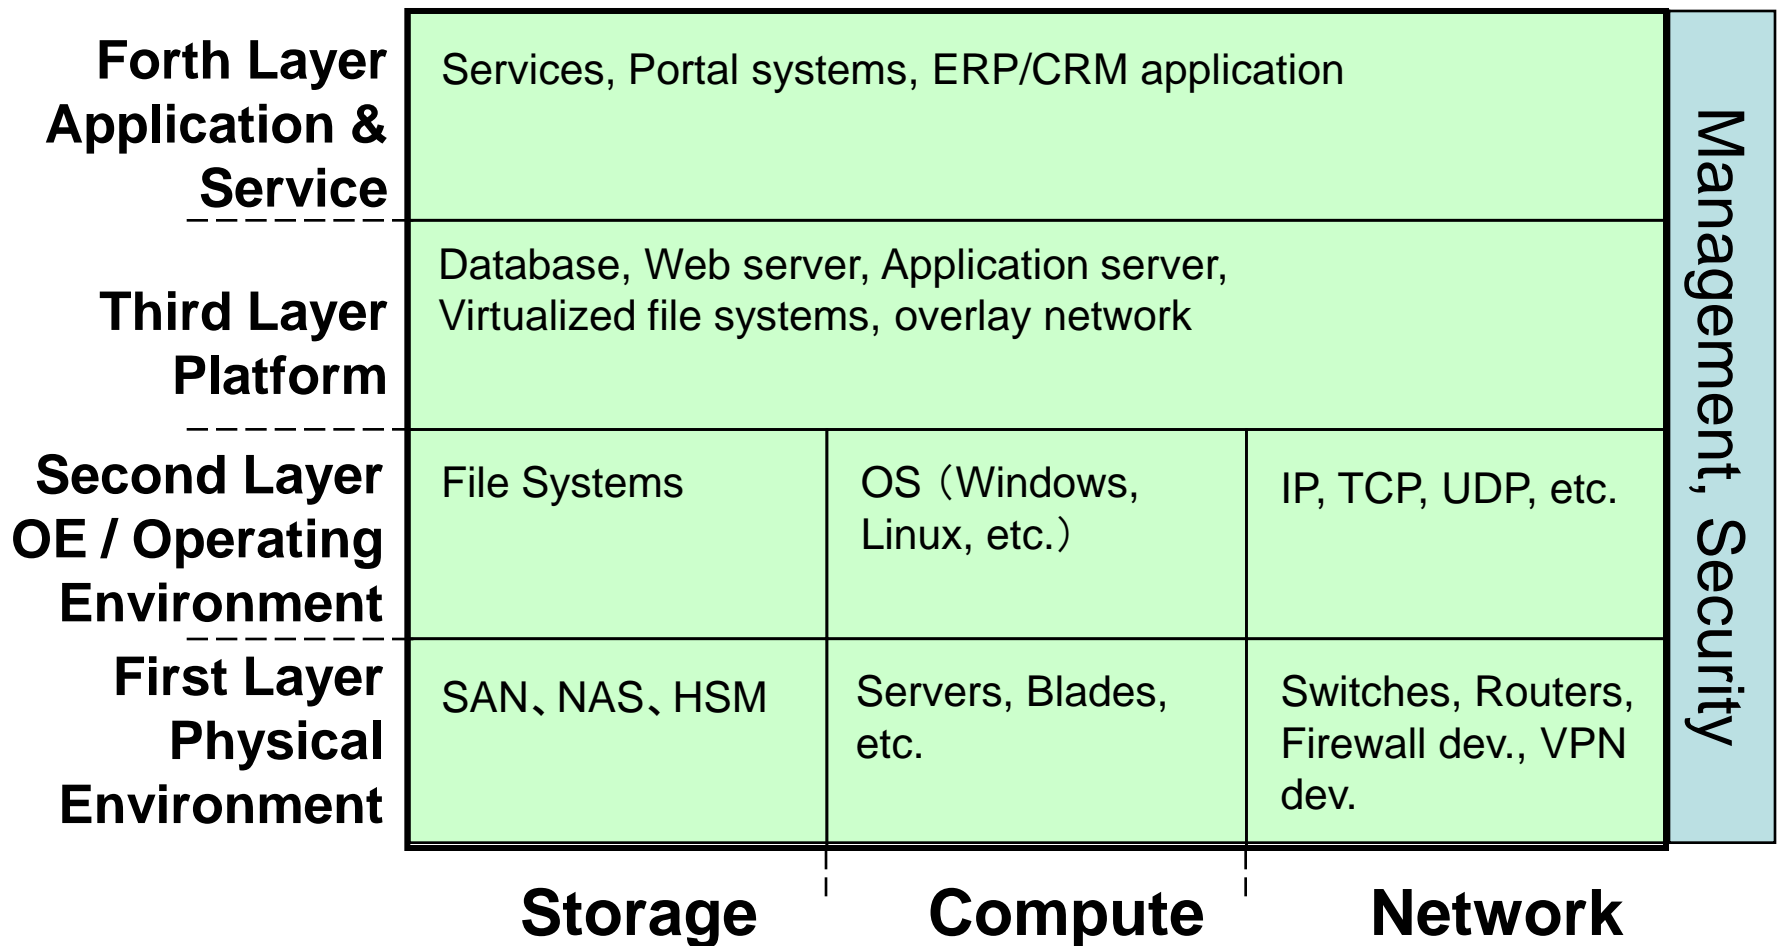 Forth Layer
Application &
Service
Services, Portal systems, ERP/CRM application
Third Layer
Platform
Database, Web server, Application server,
Virtualized file systems, overlay network
Second Layer
OE / Operating
Environment
File Systems
OS（Windows,
Linux, etc.）
IP, TCP, UDP, etc.
First Layer
Physical
Environment
SAN、NAS、HSM
Servers, Blades,
etc.
Switches, Routers,
Firewall dev., VPN
dev.
Storage
Compute
Network
Management, Security